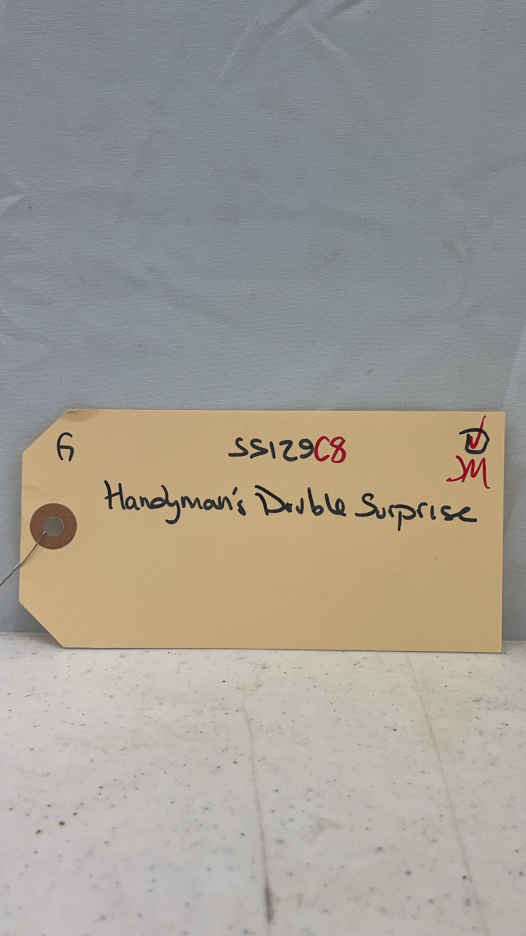 G SS129C8
JM
Handyman's Double Surprise